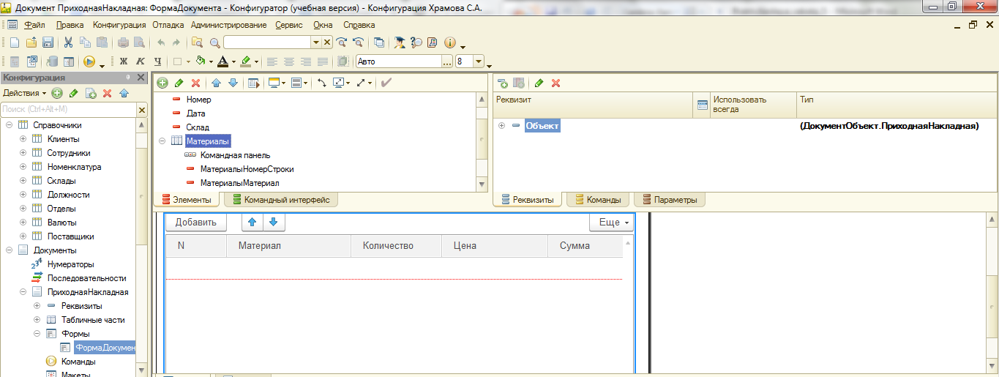 Документ ПриходнаяНакладная: ФормаДокумента - Конфигуратор (учебная версия) - Конфигурация Храмова С.А.
Файл Правка Конфигурация Отладка Администрирование Сервис Окна Справка
Ж К Ч Авто ... 8
Конфигурация
Действия
Поиск (Ctrl+Alt+M)
Справочники
Клиенты
Сотрудники
Номенклатура
Склады
Должности
Отделы
Валюты
Поставщики
Документы
Нумераторы
Последовательности
ПриходнаяНакладная
Реквизиты
Табличные части
Формы
ФормаДокумен
Команды
Макеты
Номер
Дата
Склад
Материалы
Командная панель
МатериалыНомерСтроки
МатериалыМатериал
Элементы Командный интерфейс
Реквизит Использовать всегда Тип
Объект (ДокументОбъект.ПриходнаяНакладная)
Реквизиты Команды Параметры
Добавить Еще
N Материал Количество Цена Сумма